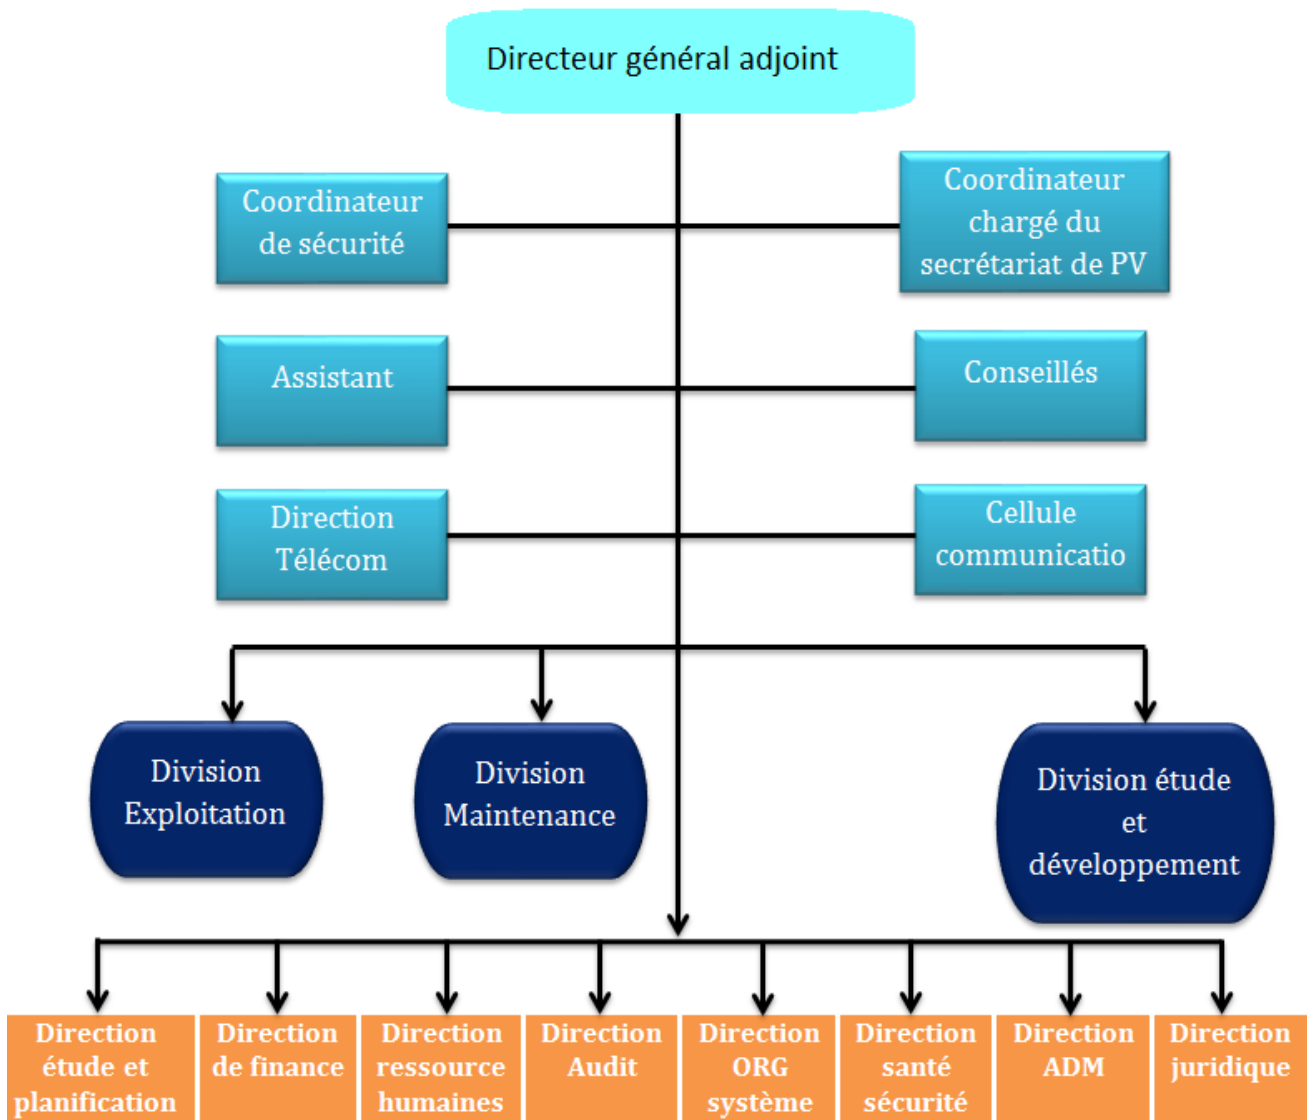 Directeur général adjoint
Coordinateur
de sécurité
Coordinateur
chargé du
secrétariat de PV
Assistant
Conseillés
Direction
Télécom
Cellule
communicatio
Division
Exploitation
Division
Maintenance
Division étude
et
développement
Direction
étude et
planification
Direction
de finance
Direction
ressource
humaines
Direction
Audit
Direction
ORG
système
Direction
santé
sécurité
Direction
ADM
Direction
juridique